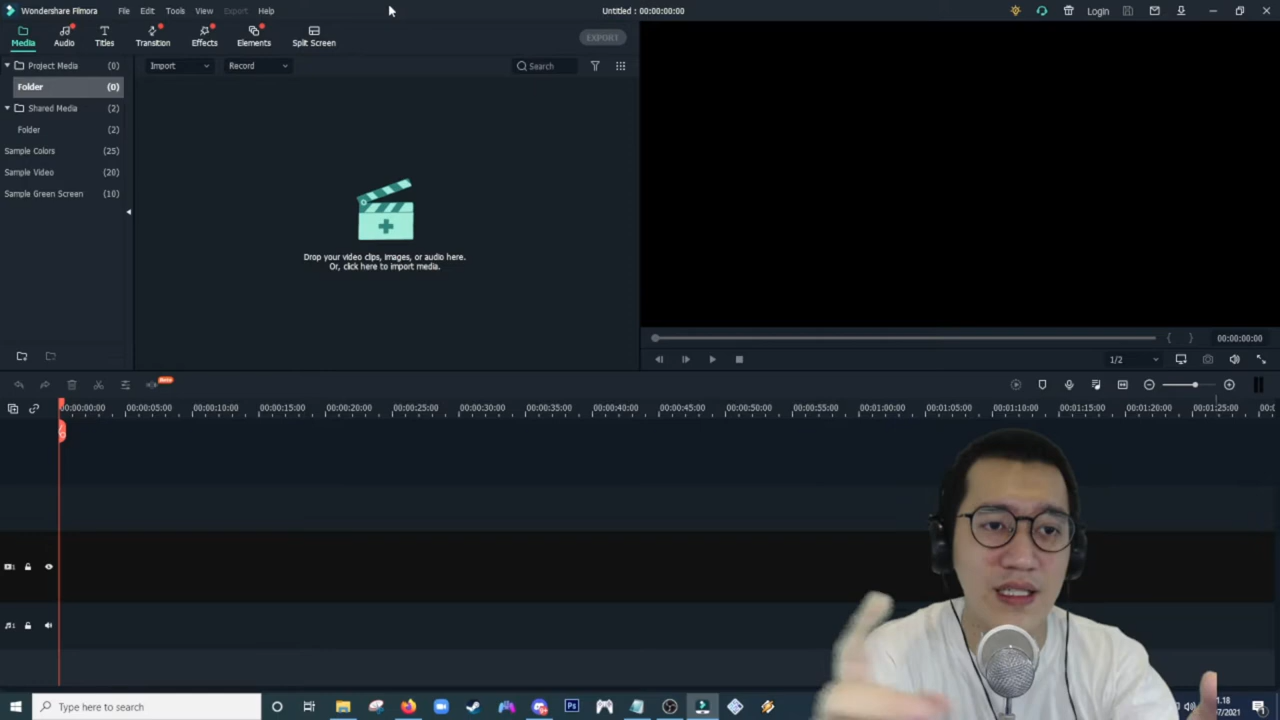 Wondershare Filmora File Edit Tools View Export Help Untitled : 00:00:00:00 Login
Media Audio Titles Transition Effects Elements Split Screen EXPORT
Project Media (0) Import Record Search
Folder (0)
Shared Media (2)
Folder (2)
Sample Colors (25)
Sample Video (20)
Sample Green Screen (10)
Drop your video clips, images, or audio here.
Or, click here to import media.
00:00:00:00
1/2
Beta
00:00:00:00 00:00:05:00 00:00:10:00 00:00:15:00 00:00:20:00 00:00:25:00 00:00:30:00 00:00:35:00 00:00:40:00 00:00:45:00 00:00:50:00 00:00:55:00 00:01:00:00 00:01:05:00 00:01:10:00 00:01:15:00 00:01:20:00 00:01:25:00
1
1
Type here to search Ps .18
/2021 1